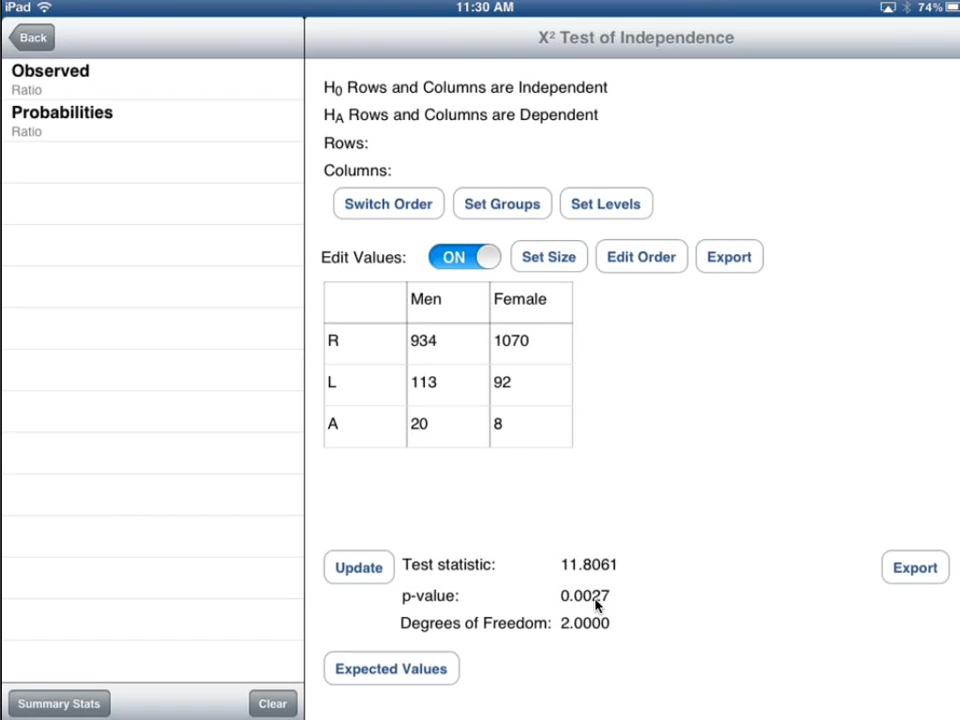 iPad 11:30 AM 74%
Back X² Test of Independence
Observed
Ratio
Probabilities
Ratio
H₀ Rows and Columns are Independent
Hᴀ Rows and Columns are Dependent
Rows:
Columns:
Switch Order Set Groups Set Levels
Edit Values: ON Set Size Edit Order Export
Men Female
R 934 1070
L 113 92
A 20 8
Update Test statistic: 11.8061 Export
p-value: 0.0027
Degrees of Freedom: 2.0000
Expected Values
Summary Stats Clear